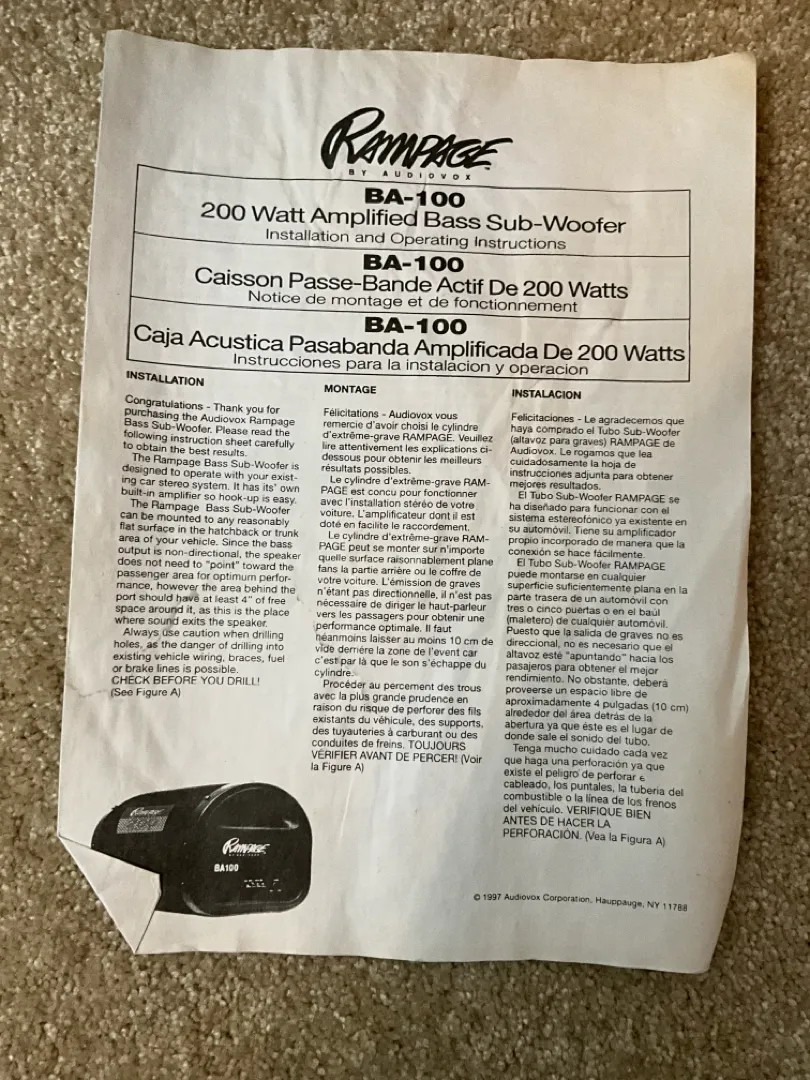 RAMPAGE
BY AUDIOVOX
BA-100
200 Watt Amplified Bass Sub-Woofer
Installation and Operating Instructions
BA-100
Caisson Passe-Bande Actif De 200 Watts
Notice de montage et de fonctionnement
BA-100
Caja Acustica Pasabanda Amplificada De 200 Watts
Instrucciones para la instalacion y operacion
INSTALLATION
Congratulations - Thank you for
purchasing the Audiovox Rampage
Bass Sub-Woofer. Please read the
following instruction sheet carefully
to obtain the best results.
The Rampage Bass Sub-Woofer is
designed to operate with your exist-
ing car stereo system. It has its' own
built-in amplifier so hook-up is easy.
The Rampage Bass Sub-Woofer
can be mounted to any reasonably
flat surface in the hatchback or trunk
area of your vehicle. Since the bass
output is non-directional, the speaker
does not need to "point" toward the
passenger area for optimum perfor-
mance, however the area behind the
port should have at least 4" of free
space around it, as this is the place
where sound exits the speaker.
Always use caution when drilling
holes, as the danger of drilling into
existing vehicle wiring, braces, fuel
or brake lines is possible.
CHECK BEFORE YOU DRILL!
(See Figure A)
MONTAGE
Félicitations - Audiovox vous
remercie d'avoir choisi le cylindre
d'extrême-grave RAMPAGE. Veuillez
lire attentivement les explications ci-
dessous pour obtenir les meilleurs
résultats possibles.
Le cylindre d'extrême-grave RAM-
PAGE est concu pour fonctionner
avec l'installation stéreo de votre
voiture. L'amplificateur dont il est
doté en facilite le raccordement.
Le cylindre d'extrême-grave RAM-
PAGE peut se monter sur n'importe
quelle surface raisonnablement plane
fans la partie arrière ou le coffre de
votre voiture. L'émission de graves
n'étant pas directionnelle, il n'est pas
nécessaire de diriger le haut-parleur
vers les passagers pour obtenir une
performance optimale. Il faut
néanmoins laisser au moins 10 cm de
vide derrière la zone de l'event car
c'est par là que le son s'échappe du
cylindre.
Procéder au percement des trous
avec la plus grande prudence en
raison du risque de perforer des fils
existants du véhicule, des supports,
des tuyauteries à carburant ou des
conduites de freins. TOUJOURS
VÉRIFIER AVANT DE PERCER! (Voir
la Figure A)
INSTALACION
Felicitaciones - Le agradecemos que
haya comprado el Tubo Sub-Woofer
(altavoz para graves) RAMPAGE de
Audiovox. Le rogamos que lea
cuidadosamente la hoja de
instrucciones adjunta para obtener
mejores resultados.
El Tubo Sub-Woofer RAMPAGE se
ha diseñado para funcionar con el
sistema estereofónico ya existente en
su automóvil. Tiene su amplificador
propio incorporado de manera que la
conexión se hace fácilmente.
El Tubo Sub-Woofer RAMPAGE
puede montarse en cualquier
superficie suficientemente plana en la
parte trasera de un automóvil con
tres o cinco puertas o en el baúl
(maletero) de cualquier automóvil.
Puesto que la salida de graves no es
direccional, no es necesario que el
altavoz esté "apuntando" hacia los
pasajeros para obtener el mejor
rendimiento. No obstante, deberá
proveerse un espacio libre de
aproximadamente 4 pulgadas (10 cm)
alrededor del área detrás de la
abertura ya que éste es el lugar de
donde sale el sonido del tubo.
Tenga mucho cuidado cada vez
que haga una perforación ya que
existe el peligro de perforar
cableado, los puntales, la tubería del
combustible o la línea de los frenos
del vehículo. VERIFIQUE BIEN
ANTES DE HACER LA
PERFORACIÓN. (Vea la Figura A)
RAMPAGE
RAMPAGE
BY AUDIOVOX
BA100
© 1997 Audiovox Corporation, Hauppauge, NY 11788